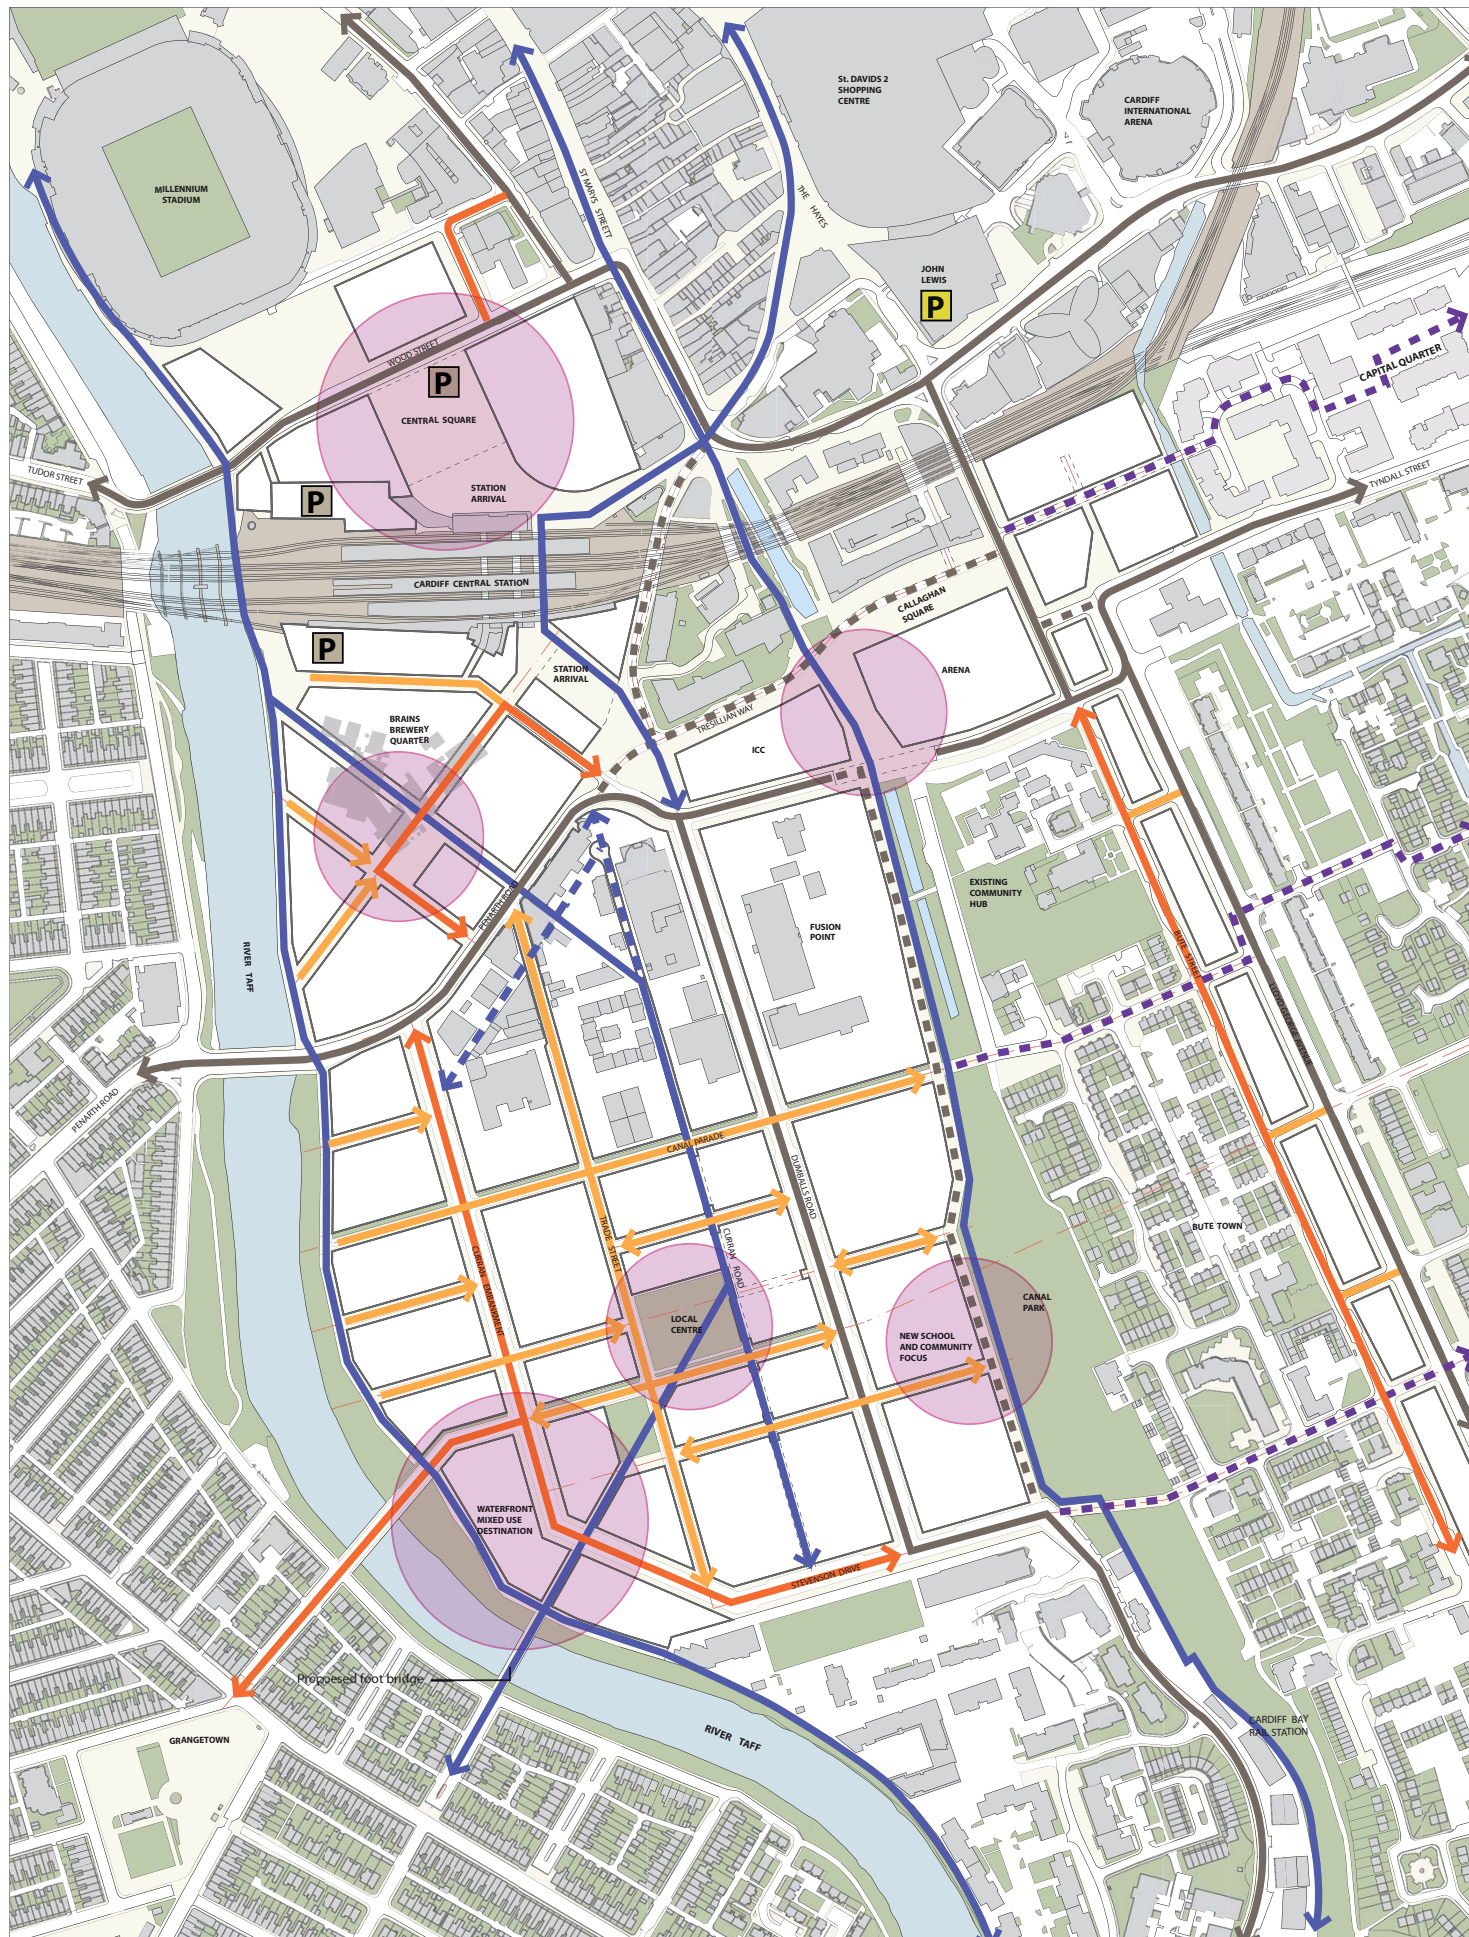 St. DAVIDS 2
SHOPPING
CENTRE
CARDIFF
INTERNATIONAL
ARENA
MILLENNIUM
STADIUM
ST MARYS STREETT
THE HAYES
JOHN
LEWIS
P
WOOD STREET
P
CENTRAL SQUARE
CAPITAL QUARTER
TUDOR STREET
P
STATION
ARRIVAL
TYNDALL STREET
CARDIFF CENTRAL STATION
CALLAGHAN
SQUARE
P
STATION
ARRIVAL
ARENA
BRAINS
BREWERY
QUARTER
TRESILLIAN WAY
ICC
EXISTING
COMMUNITY
HUB
PENARTH ROAD
FUSION
POINT
RIVER TAFF
BUTE STREET
LLOYD GEORGE AVENUE
PENARTH ROAD
CANAL PARADE
DUMBALLS ROAD
TRADE STREET
CURRAN ROAD
BUTE TOWN
CURRAN EMBANKMENT
CANAL
PARK
LOCAL
CENTRE
NEW SCHOOL
AND COMMUNITY
FOCUS
WATERFRONT
MIXED USE
DESTINATION
STEVENSON DRIVE
Proppesed foot bridge
CARDIFF BAY
RAIL STATION
GRANGETOWN
RIVER TAFF